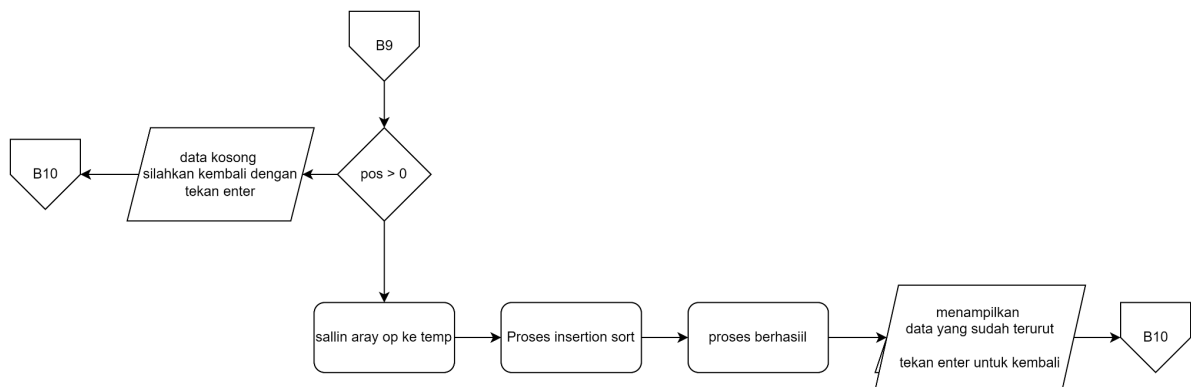 B9
data kosong
silahkan kembali dengan
tekan enter
B10
pos > 0
sallin aray op ke temp
Proses insertion sort
proses berhasiil
menampilkan
data yang sudah terurut
tekan enter untuk kembali
B10